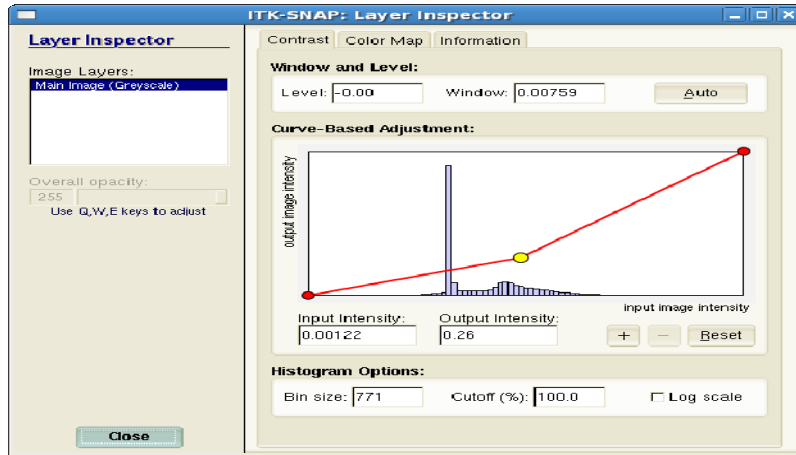 ITK-SNAP: Layer Inspector
Layer Inspector
Image Layers:
Main Image (Greyscale)
Overall opacity:
255
Use Q,W,E keys to adjust
Close
Contrast Color Map Information
Window and Level:
Level: -0.00 Window: 0.00759 Auto
Curve-Based Adjustment:
output image intensity
input image intensity
Input Intensity: Output Intensity:
0.00122 0.26 + - Reset
Histogram Options:
Bin size: 771 Cutoff (%): 100.0 Log scale